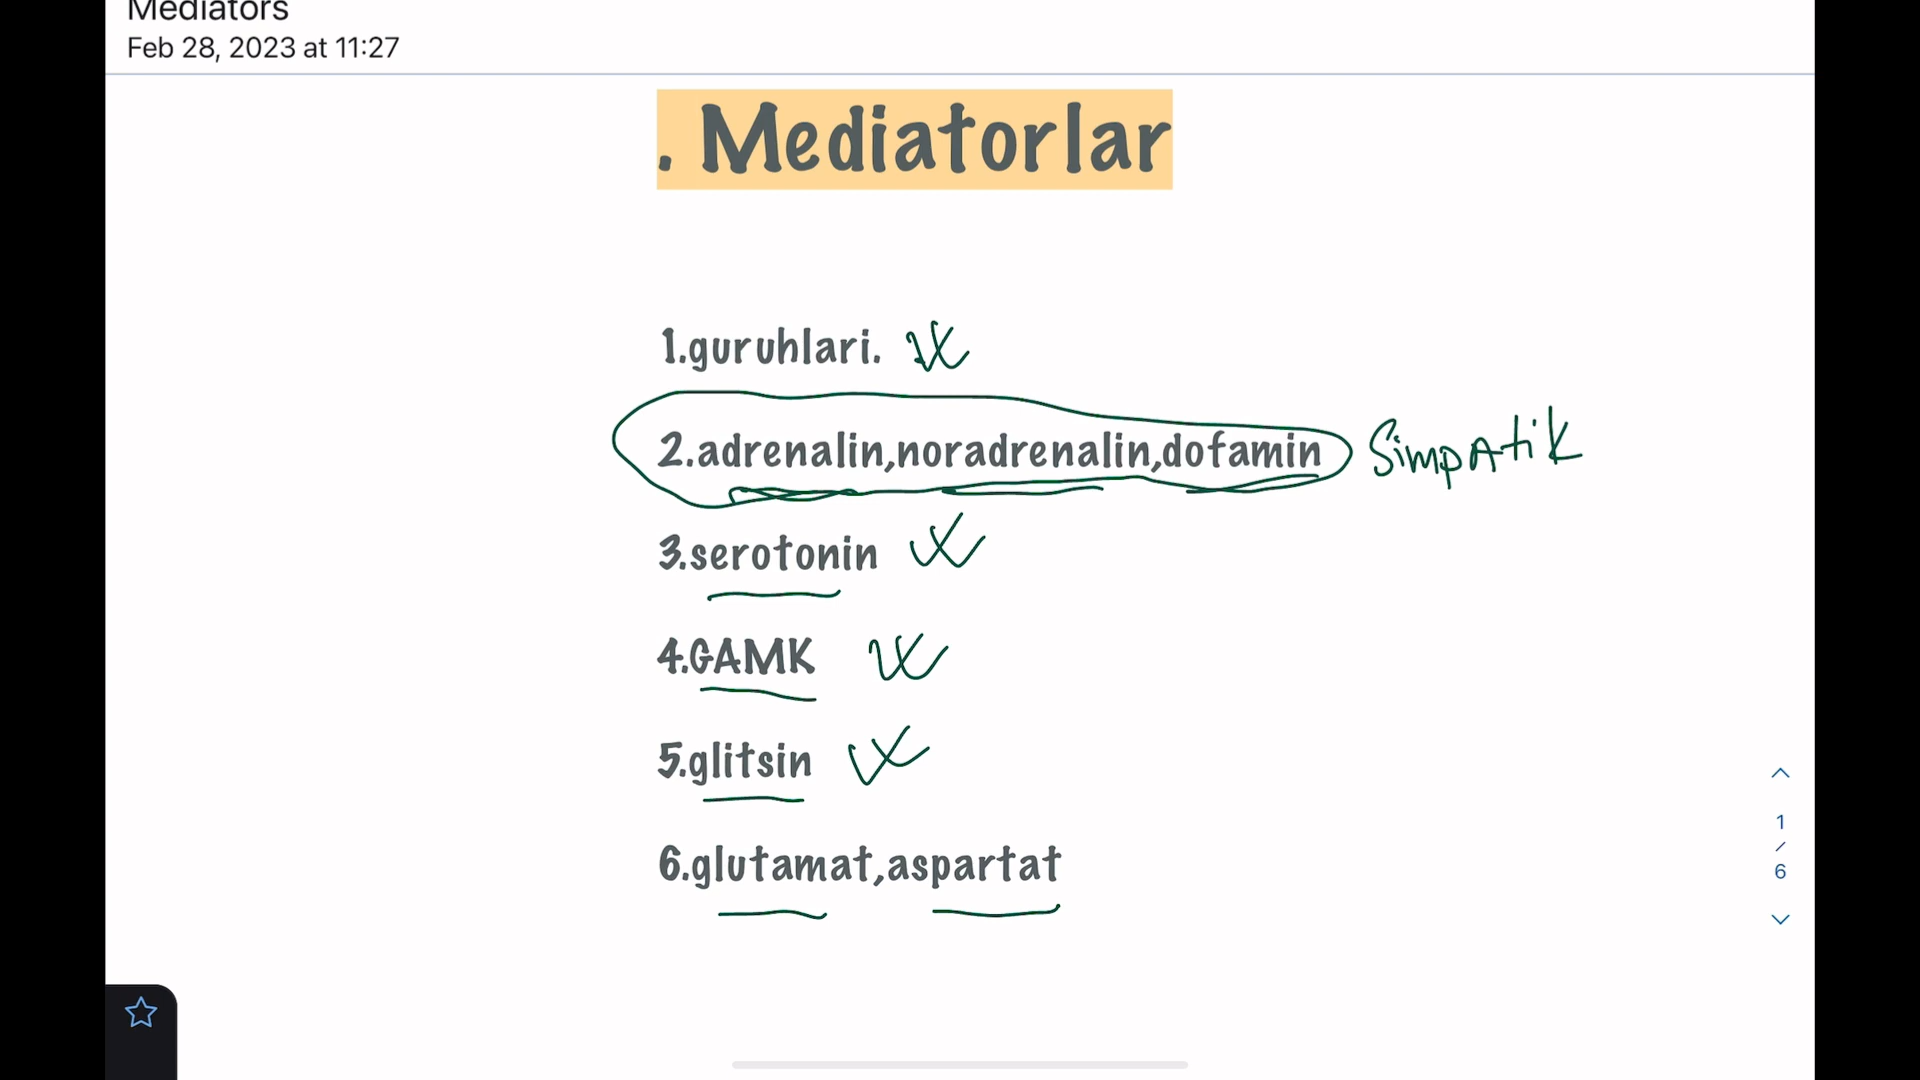 Mediators
Feb 28, 2023 at 11:27
. Mediatorlar
1.guruhlari.
2.adrenalin,noradrenalin,dofamin Simpatik
3.serotonin
4.GAMK
5.glitsin
6.glutamat,aspartat
1
/
6